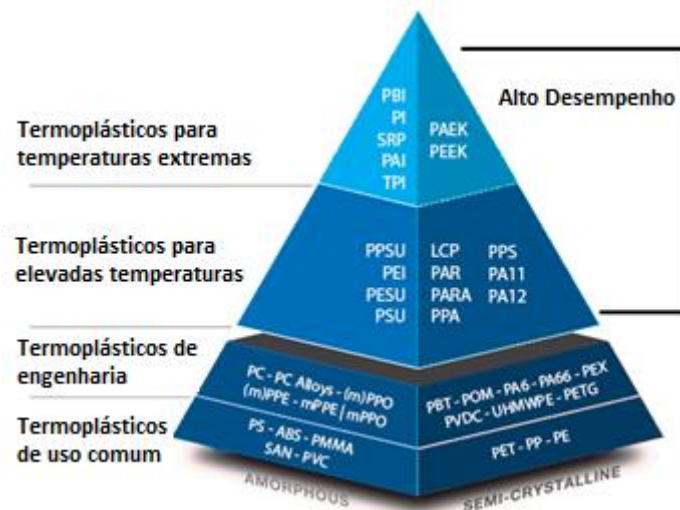 Alto Desempenho
Termoplásticos para
temperaturas extremas
PBI
PI
SRP
PAI
TPI
PAEK
PEEK
Termoplásticos para
elevadas temperaturas
PPSU
PEI
PESU
PSU
LCP
PAR
PARA
PPA
PPS
PA11
PA12
Termoplásticos de
engenharia
PC - PC Alloys - (m)PPO
(m)PPE - mPPE | mPPO
PBT - POM - PA6 - PA66 - PEX
PVDC - UHMWPE - PETG
Termoplásticos
de uso comum
PS - ABS - PMMA
SAN - PVC
PET - PP - PE
AMORPHOUS
SEMI-CRYSTALLINE